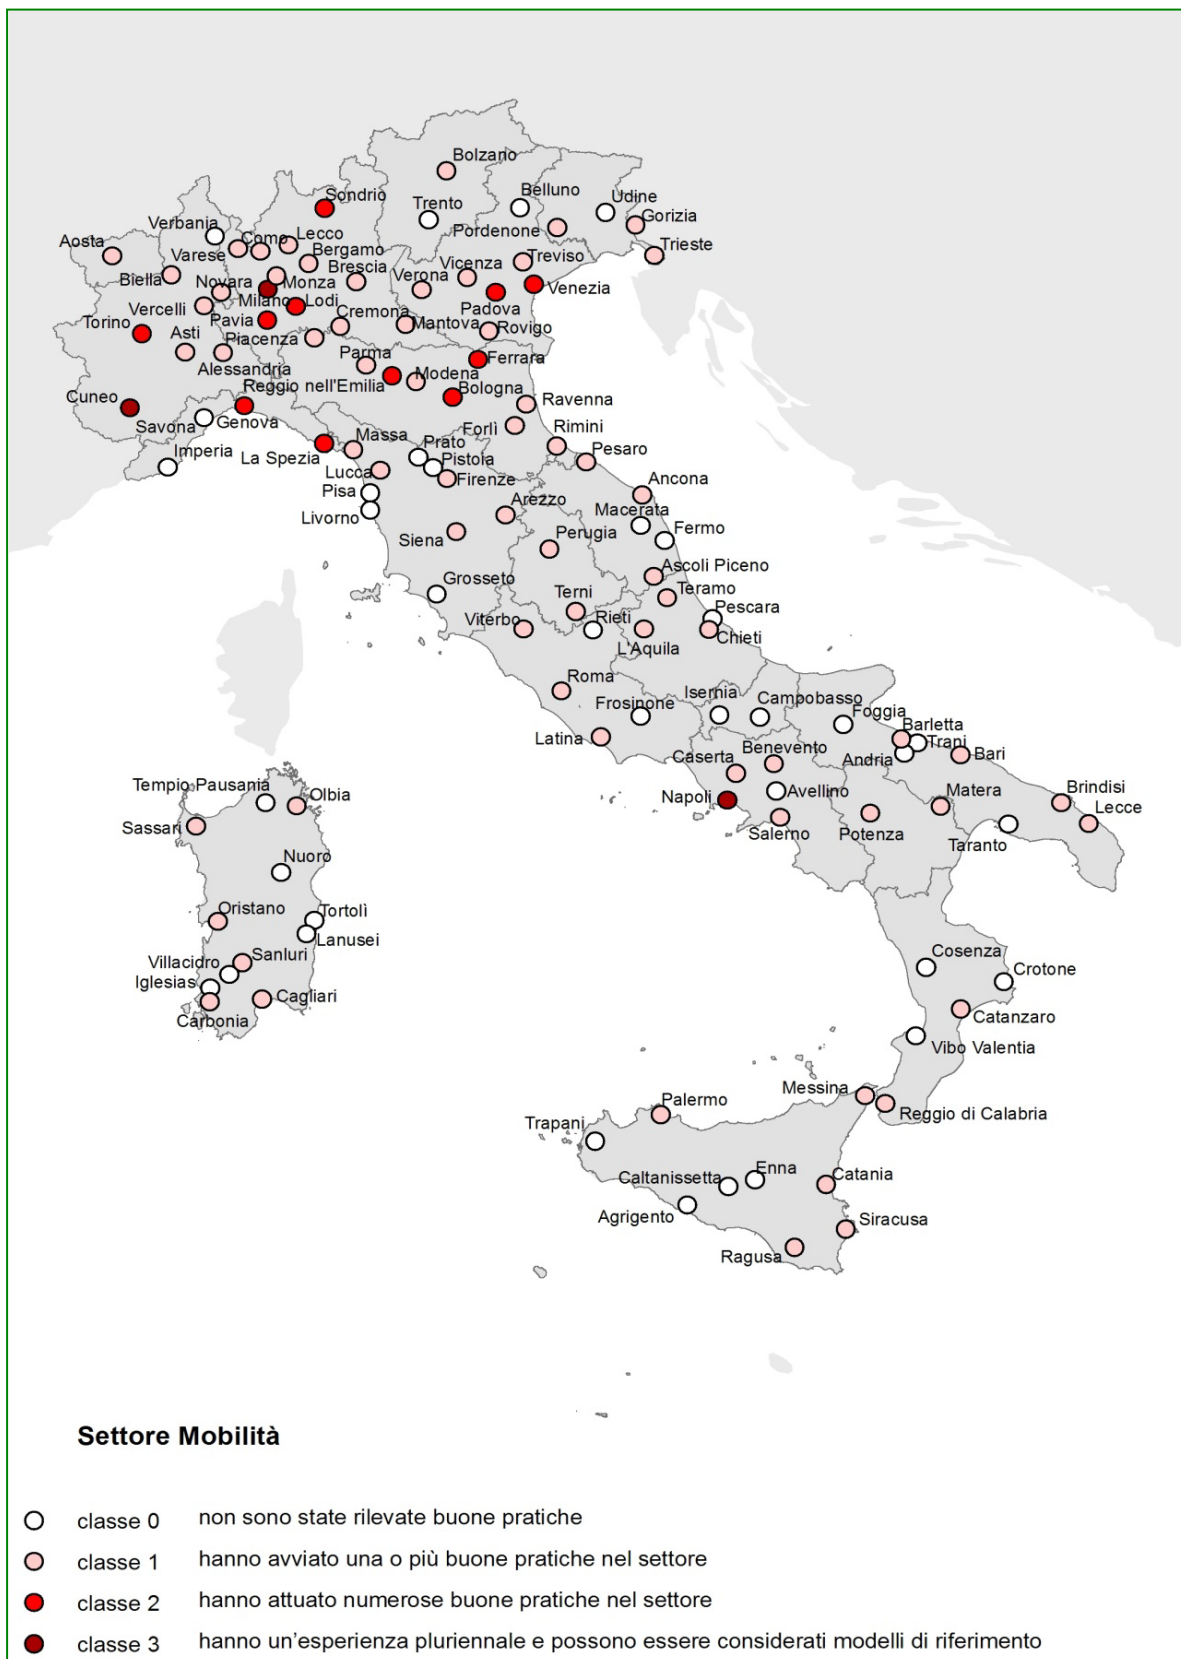 Bolzano
Sondrio
Belluno
Udine
Trento
Verbania
Gorizia
Pordenone
Aosta
Como
Lecco
Varese
Bergamo
Trieste
Treviso
Biella
Brescia
Verona
Vicenza
Novara
Monza
Venezia
Vercelli
Milano
Lodi
Padova
Torino
Pavia
Cremona
Mantova
Rovigo
Asti
Piacenza
Parma
Ferrara
Alessandria
Modena
Reggio nell'Emilia
Bologna
Cuneo
Ravenna
Savona
Genova
Forlì
Rimini
Massa
Imperia
La Spezia
Prato
Pesaro
Pistoia
Lucca
Firenze
Pisa
Ancona
Arezzo
Macerata
Livorno
Fermo
Siena
Perugia
Ascoli Piceno
Grosseto
Terni
Teramo
Pescara
Viterbo
Rieti
Chieti
L'Aquila
Roma
Isernia
Campobasso
Frosinone
Foggia
Barletta
Latina
Trani
Benevento
Caserta
Andria
Bari
Tempio Pausania
Olbia
Napoli
Avellino
Matera
Brindisi
Lecce
Sassari
Salerno
Potenza
Taranto
Nuoro
Oristano
Tortolì
Lanusei
Cosenza
Villacidro
Sanluri
Iglesias
Crotone
Cagliari
Carbonia
Catanzaro
Vibo Valentia
Messina
Palermo
Reggio di Calabria
Trapani
Enna
Caltanissetta
Catania
Agrigento
Siracusa
Ragusa
Settore Mobilità
classe 0 non sono state rilevate buone pratiche
classe 1 hanno avviato una o più buone pratiche nel settore
classe 2 hanno attuato numerose buone pratiche nel settore
classe 3 hanno un'esperienza pluriennale e possono essere considerati modelli di riferimento